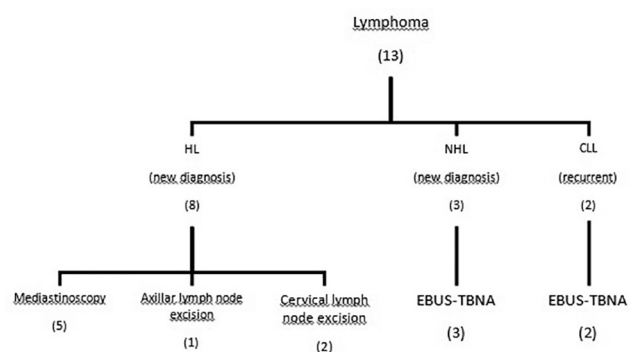 Lymphoma
(13)
HL
(new diagnosis)
(8)
NHL
(new diagnosis)
(3)
CLL
(recurrent)
(2)
Mediastinoscopy
(5)
Axillar lymph node
excision
(1)
Cervical lymph
node excision
(2)
EBUS-TBNA
(3)
EBUS-TBNA
(2)